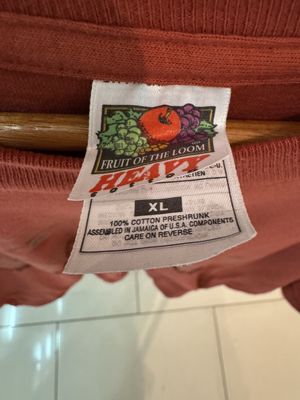 FRUIT OF THE LOOM
HEAVY
XL
100% COTTON PRESHRUNK
ASSEMBLED IN JAMAICA OF U.S.A. COMPONENTS
CARE ON REVERSE